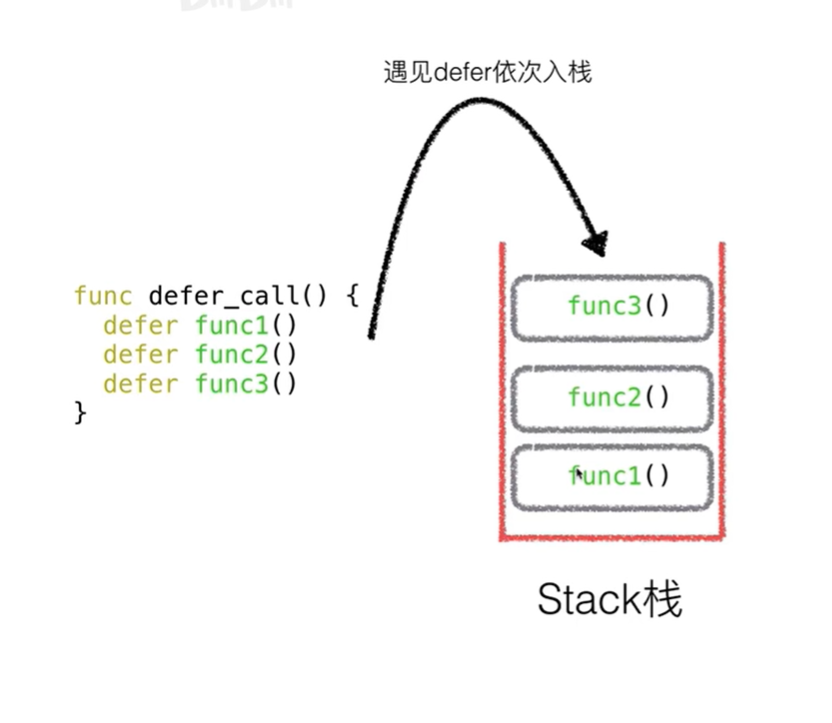 遇见defer依次入栈
func defer_call() {
  defer func1()
  defer func2()
  defer func3()
}
func3()
func2()
func1()
Stack栈